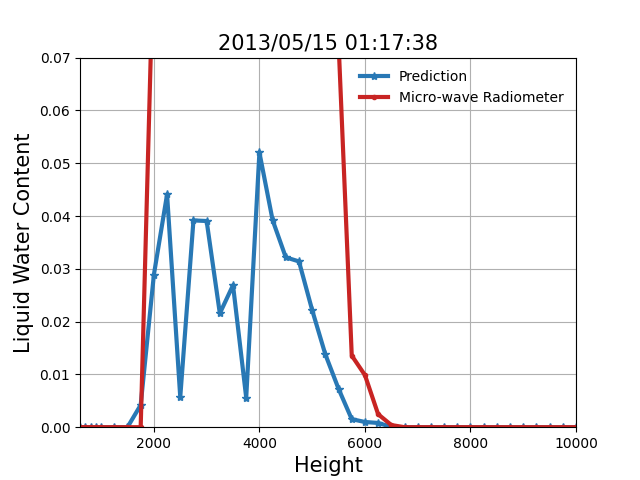 2013/05/15 01:17:38
Prediction
Micro-wave Radiometer
Liquid Water Content
0.07
0.06
0.05
0.04
0.03
0.02
0.01
0.00
2000 4000 6000 8000 10000
Height